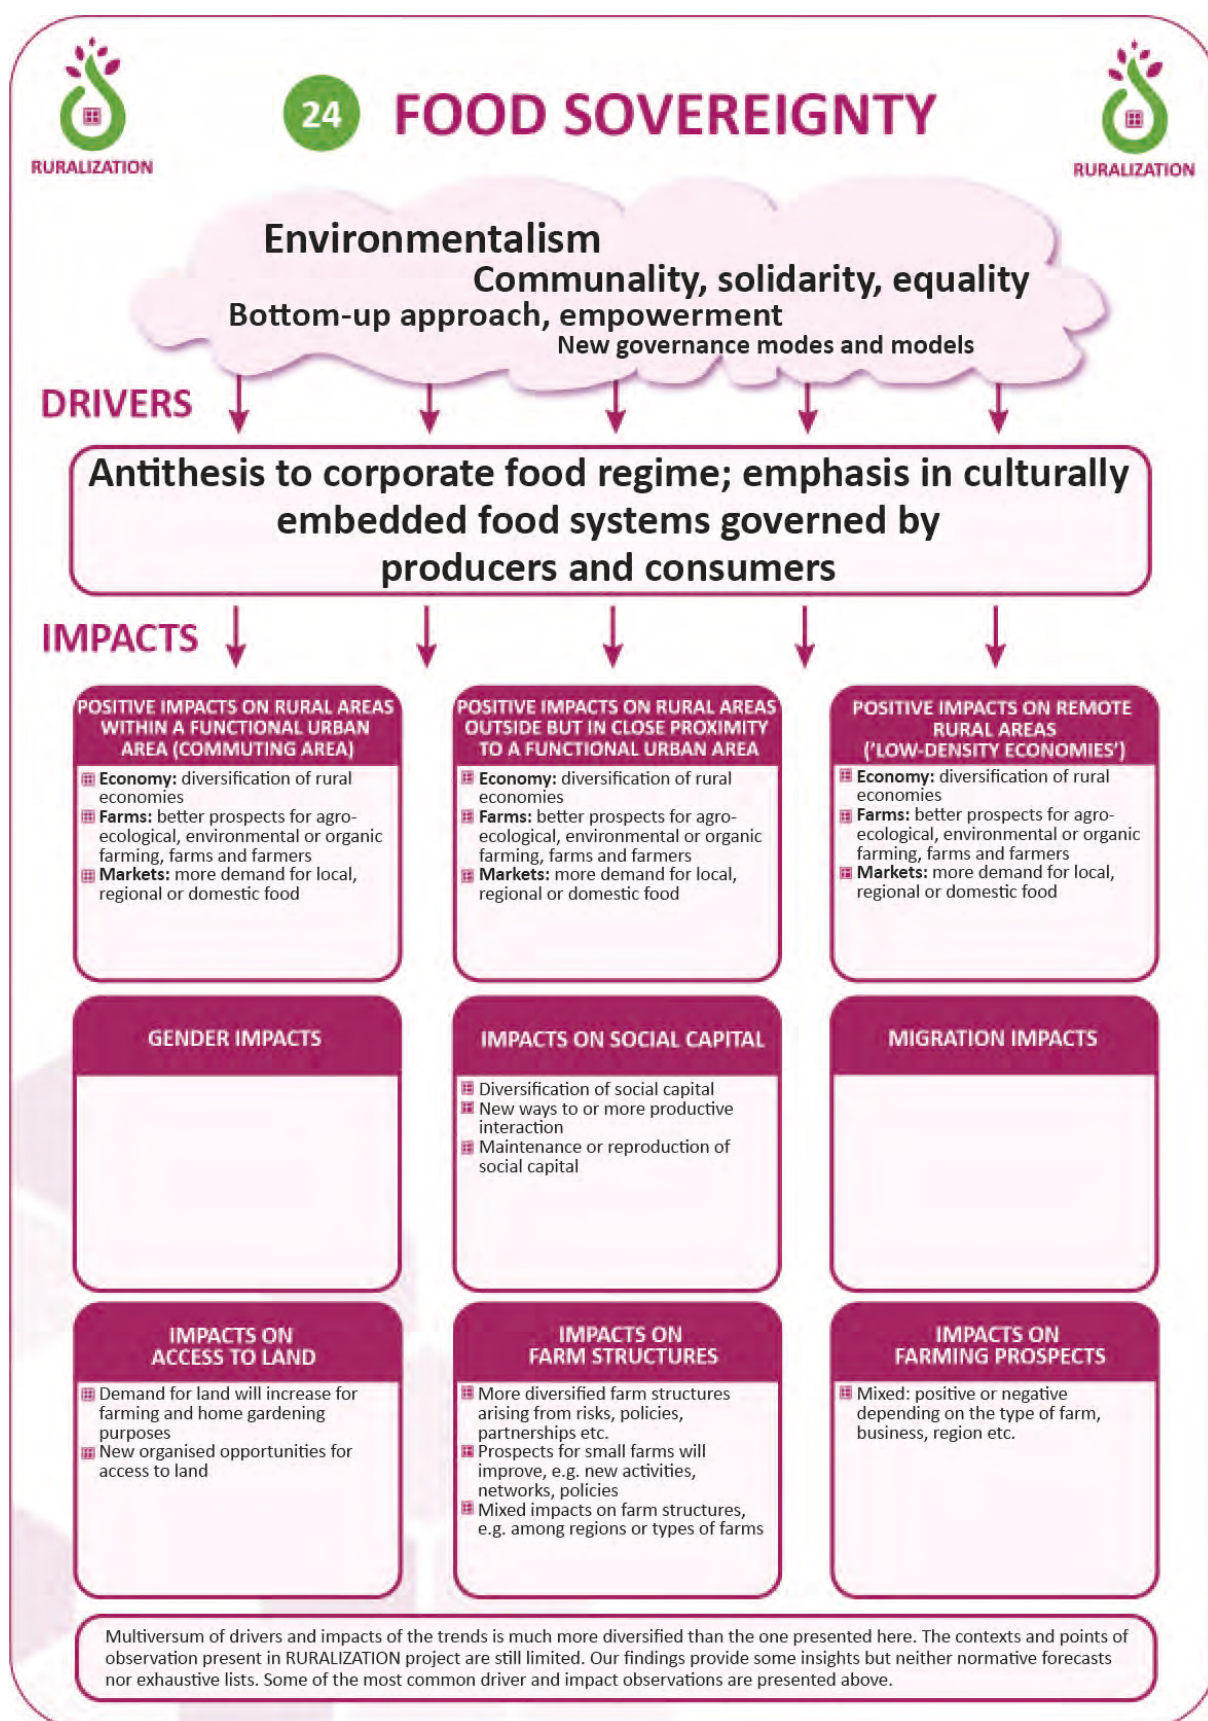 RURALIZATION
24 FOOD SOVEREIGNTY
RURALIZATION
Environmentalism
Communality, solidarity, equality
Bottom-up approach, empowerment
New governance modes and models
DRIVERS
Antithesis to corporate food regime; emphasis in culturally
embedded food systems governed by
producers and consumers
IMPACTS
POSITIVE IMPACTS ON RURAL AREAS
WITHIN A FUNCTIONAL URBAN
AREA (COMMUTING AREA)
Economy: diversification of rural
economies
Farms: better prospects for agro-
ecological, environmental or organic
farming, farms and farmers
Markets: more demand for local,
regional or domestic food
POSITIVE IMPACTS ON RURAL AREAS
OUTSIDE BUT IN CLOSE PROXIMITY
TO A FUNCTIONAL URBAN AREA
Economy: diversification of rural
economies
Farms: better prospects for agro-
ecological, environmental or organic
farming, farms and farmers
Markets: more demand for local,
regional or domestic food
POSITIVE IMPACTS ON REMOTE
RURAL AREAS
('LOW-DENSITY ECONOMIES')
Economy: diversification of rural
economies
Farms: better prospects for agro-
ecological, environmental or organic
farming, farms and farmers
Markets: more demand for local,
regional or domestic food
GENDER IMPACTS
IMPACTS ON SOCIAL CAPITAL
Diversification of social capital
New ways to or more productive
interaction
Maintenance or reproduction of
social capital
MIGRATION IMPACTS
IMPACTS ON
ACCESS TO LAND
Demand for land will increase for
farming and home gardening
purposes
New organised opportunities for
access to land
IMPACTS ON
FARM STRUCTURES
More diversified farm structures
arising from risks, policies,
partnerships etc.
Prospects for small farms will
improve, e.g. new activities,
networks, policies
Mixed impacts on farm structures,
e.g. among regions or types of farms
IMPACTS ON
FARMING PROSPECTS
Mixed: positive or negative
depending on the type of farm,
business, region etc.
Multiversum of drivers and impacts of the trends is much more diversified than the one presented here. The contexts and points of
observation present in RURALIZATION project are still limited. Our findings provide some insights but neither normative forecasts
nor exhaustive lists. Some of the most common driver and impact observations are presented above.